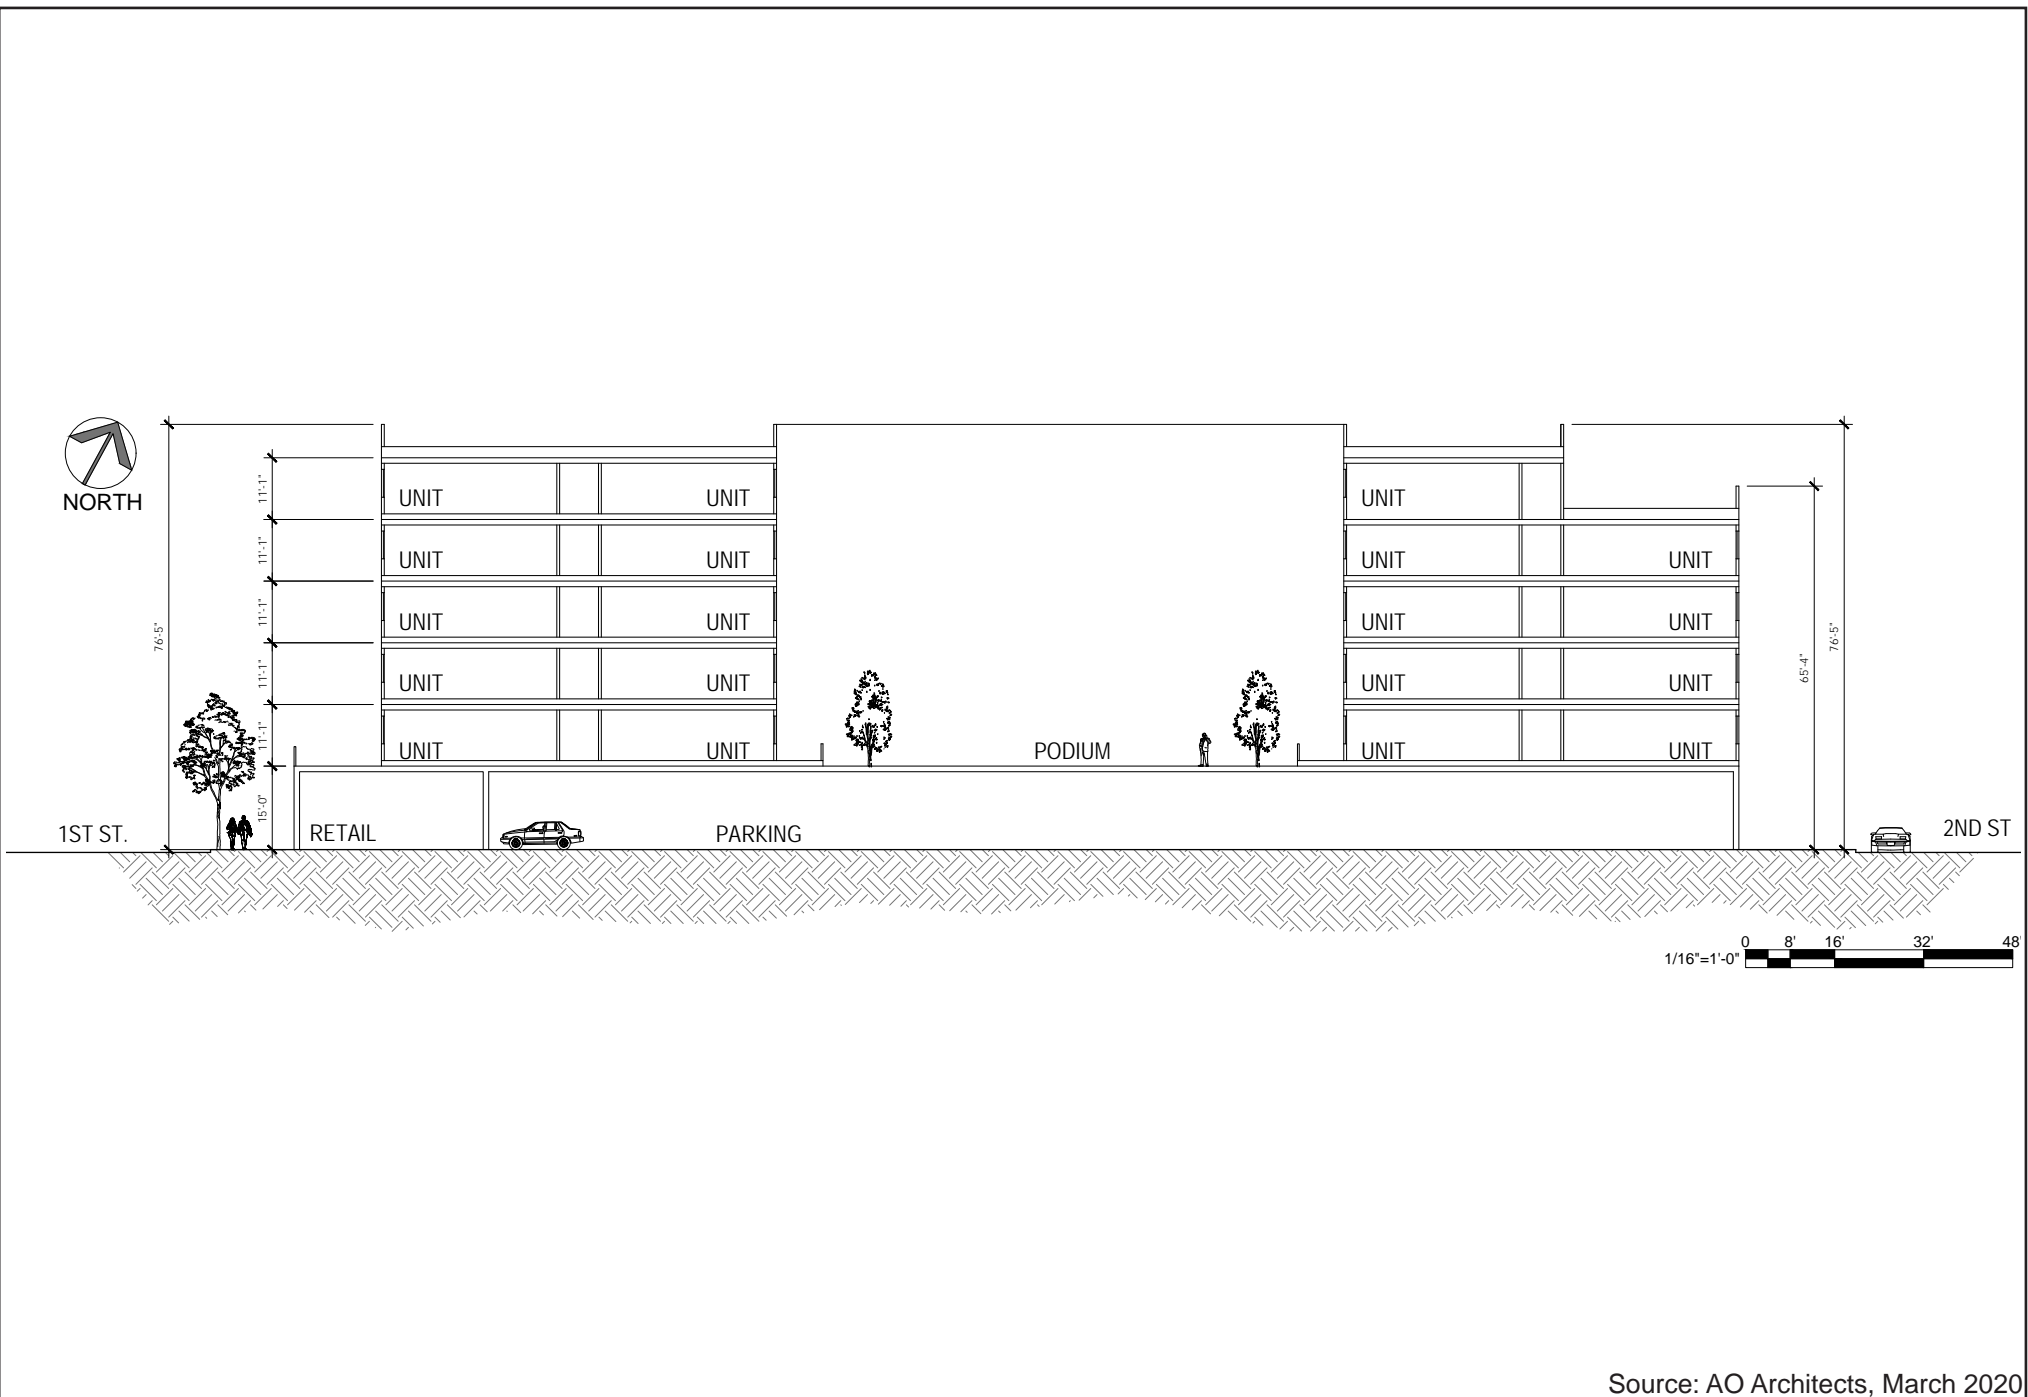 NORTH
76'-5"
11'-1"
11'-1"
11'-1"
11'-1"
11'-1"
15'-0"
UNIT UNIT UNIT
UNIT UNIT UNIT UNIT
UNIT UNIT UNIT UNIT
UNIT UNIT UNIT UNIT
UNIT UNIT PODIUM UNIT UNIT
65'-4"
76'-5"
1ST ST. RETAIL PARKING 2ND ST
0 8' 16' 32' 48'
1/16"=1'-0"
Source: AO Architects, March 2020